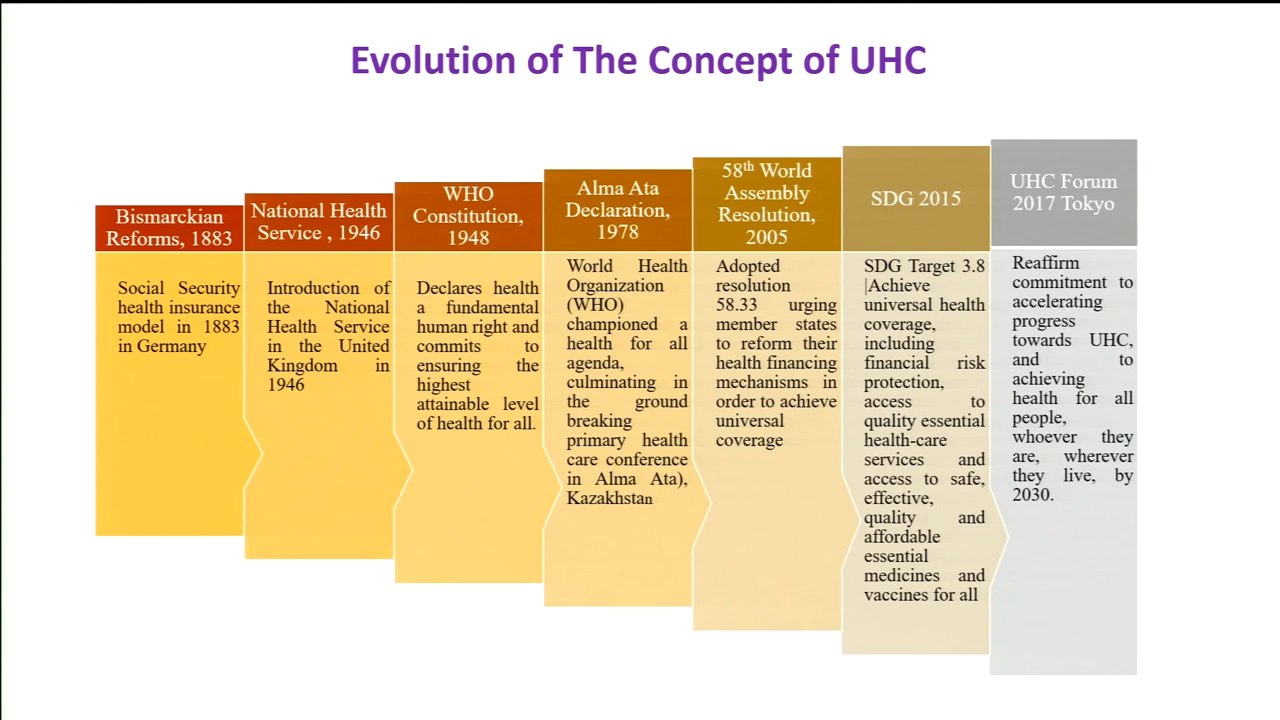 Evolution of The Concept of UHC
Bismarckian
Reforms, 1883
Social Security
health insurance
model in 1883
in Germany
National Health
Service , 1946
Introduction of
the National
Health Service
in the United
Kingdom in
1946
WHO
Constitution,
1948
Declares health
a fundamental
human right and
commits to
ensuring the
highest
attainable level
of health for all.
Alma Ata
Declaration,
1978
World Health
Organization
(WHO)
championed a
health for all
agenda,
culminating in
the ground
breaking
primary health
care conference
in Alma Ata),
Kazakhstan
58th World
Assembly
Resolution,
2005
Adopted
resolution
58.33 urging
member states
to reform their
health financing
mechanisms in
order to achieve
universal
coverage
SDG 2015
SDG Target 3.8
|Achieve
universal health
coverage,
including
financial risk
protection,
access to
quality essential
health-care
services and
access to safe,
effective,
quality and
affordable
essential
medicines and
vaccines for all
UHC Forum
2017 Tokyo
Reaffirm
commitment to
accelerating
progress
towards UHC,
and to
achieving
health for all
people,
whoever they
are, wherever
they live, by
2030.